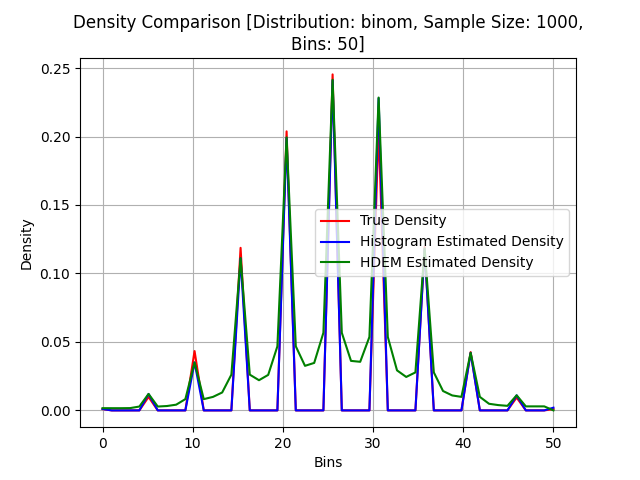 Density Comparison [Distribution: binom, Sample Size: 1000,
Bins: 50]
Density
0.25
0.20
0.15
0.10
0.05
0.00
True Density
Histogram Estimated Density
HDEM Estimated Density
0 10 20 30 40 50
Bins